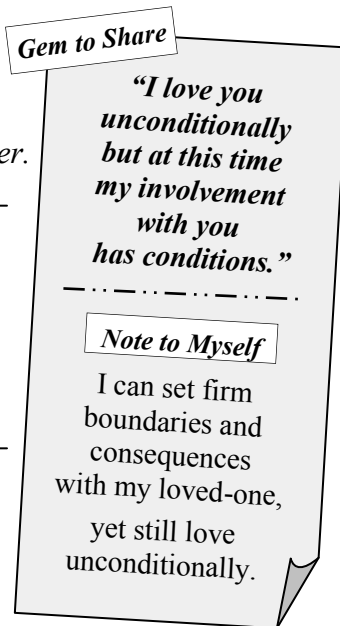 Gem to Share
er.
“I love you
unconditionally
but at this time
my involvement
with you
has conditions.”
Note to Myself
I can set firm
boundaries and
consequences
with my loved-one,
yet still love
unconditionally.